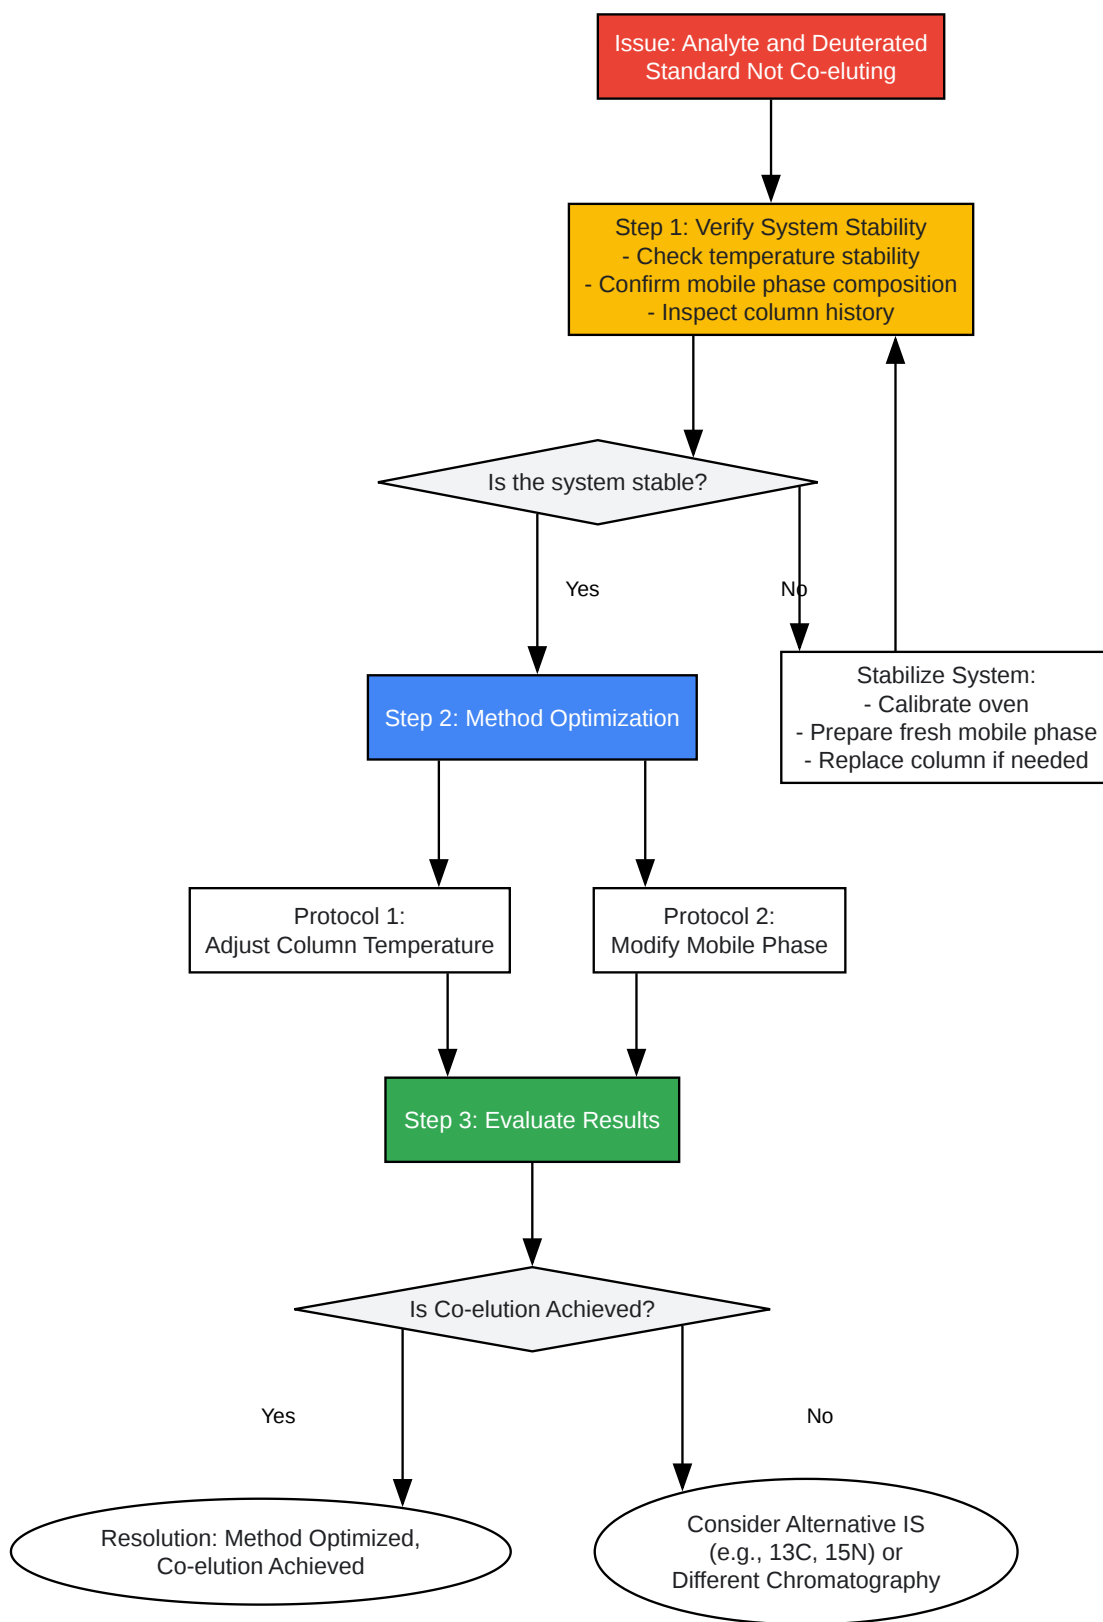 Issue: Analyte and Deuterated
Standard Not Co-eluting
Step 1: Verify System Stability
- Check temperature stability
- Confirm mobile phase composition
- Inspect column history
Is the system stable?
Yes
No
Stabilize System:
- Calibrate oven
- Prepare fresh mobile phase
- Replace column if needed
Step 2: Method Optimization
Protocol 1:
Adjust Column Temperature
Protocol 2:
Modify Mobile Phase
Step 3: Evaluate Results
Is Co-elution Achieved?
Yes
No
Resolution: Method Optimized,
Co-elution Achieved
Consider Alternative IS
(e.g., 13C, 15N) or
Different Chromatography